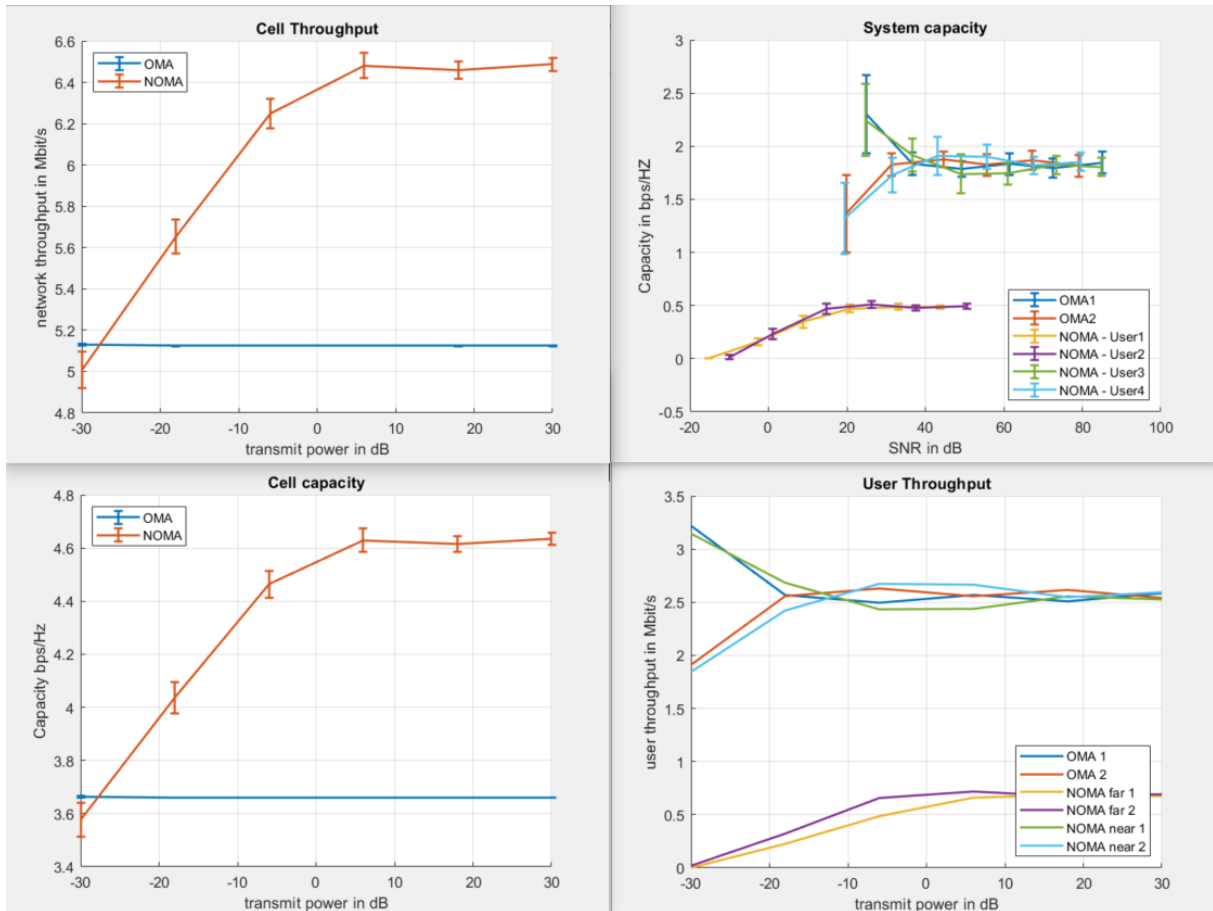 Cell Throughput
6.6
6.4
6.2
6
5.8
5.6
5.4
5.2
5
4.8
network throughput in Mbit/s
OMA
NOMA
-30
-20
-10
0
10
20
30
transmit power in dB
System capacity
3
2.5
2
1.5
1
0.5
0
-0.5
Capacity in bps/HZ
OMA1
OMA2
NOMA - User1
NOMA - User2
NOMA - User3
NOMA - User4
-20
0
20
40
60
80
100
SNR in dB
Cell capacity
4.8
4.6
4.4
4.2
4
3.8
3.6
3.4
Capacity bps/Hz
OMA
NOMA
-30
-20
-10
0
10
20
30
transmit power in dB
User Throughput
3.5
3
2.5
2
1.5
1
0.5
0
user throughput in Mbit/s
OMA 1
OMA 2
NOMA far 1
NOMA far 2
NOMA near 1
NOMA near 2
-30
-20
-10
0
10
20
30
transmit power in dB